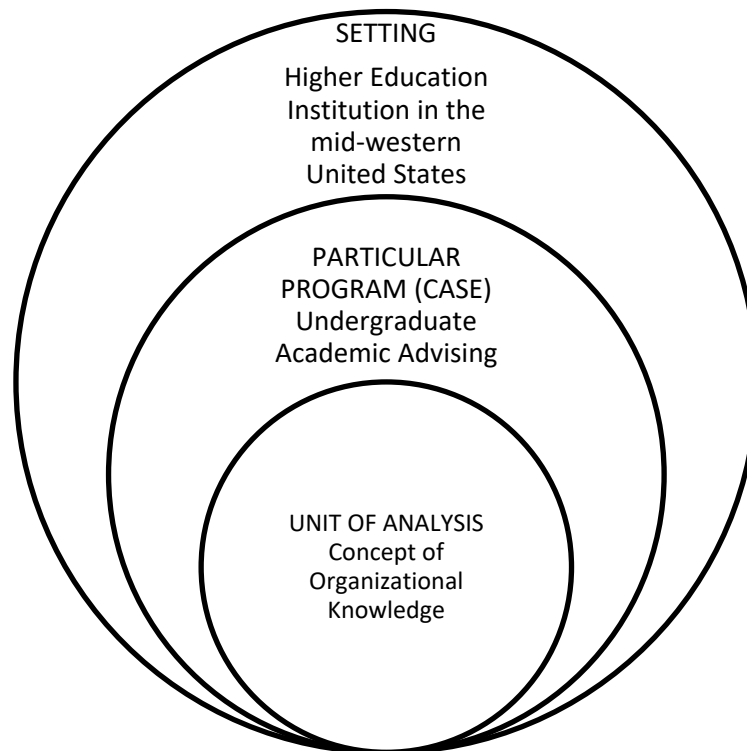 SETTING
Higher Education
Institution in the
mid-western
United States
PARTICULAR
PROGRAM (CASE)
Undergraduate
Academic Advising
UNIT OF ANALYSIS
Concept of
Organizational
Knowledge